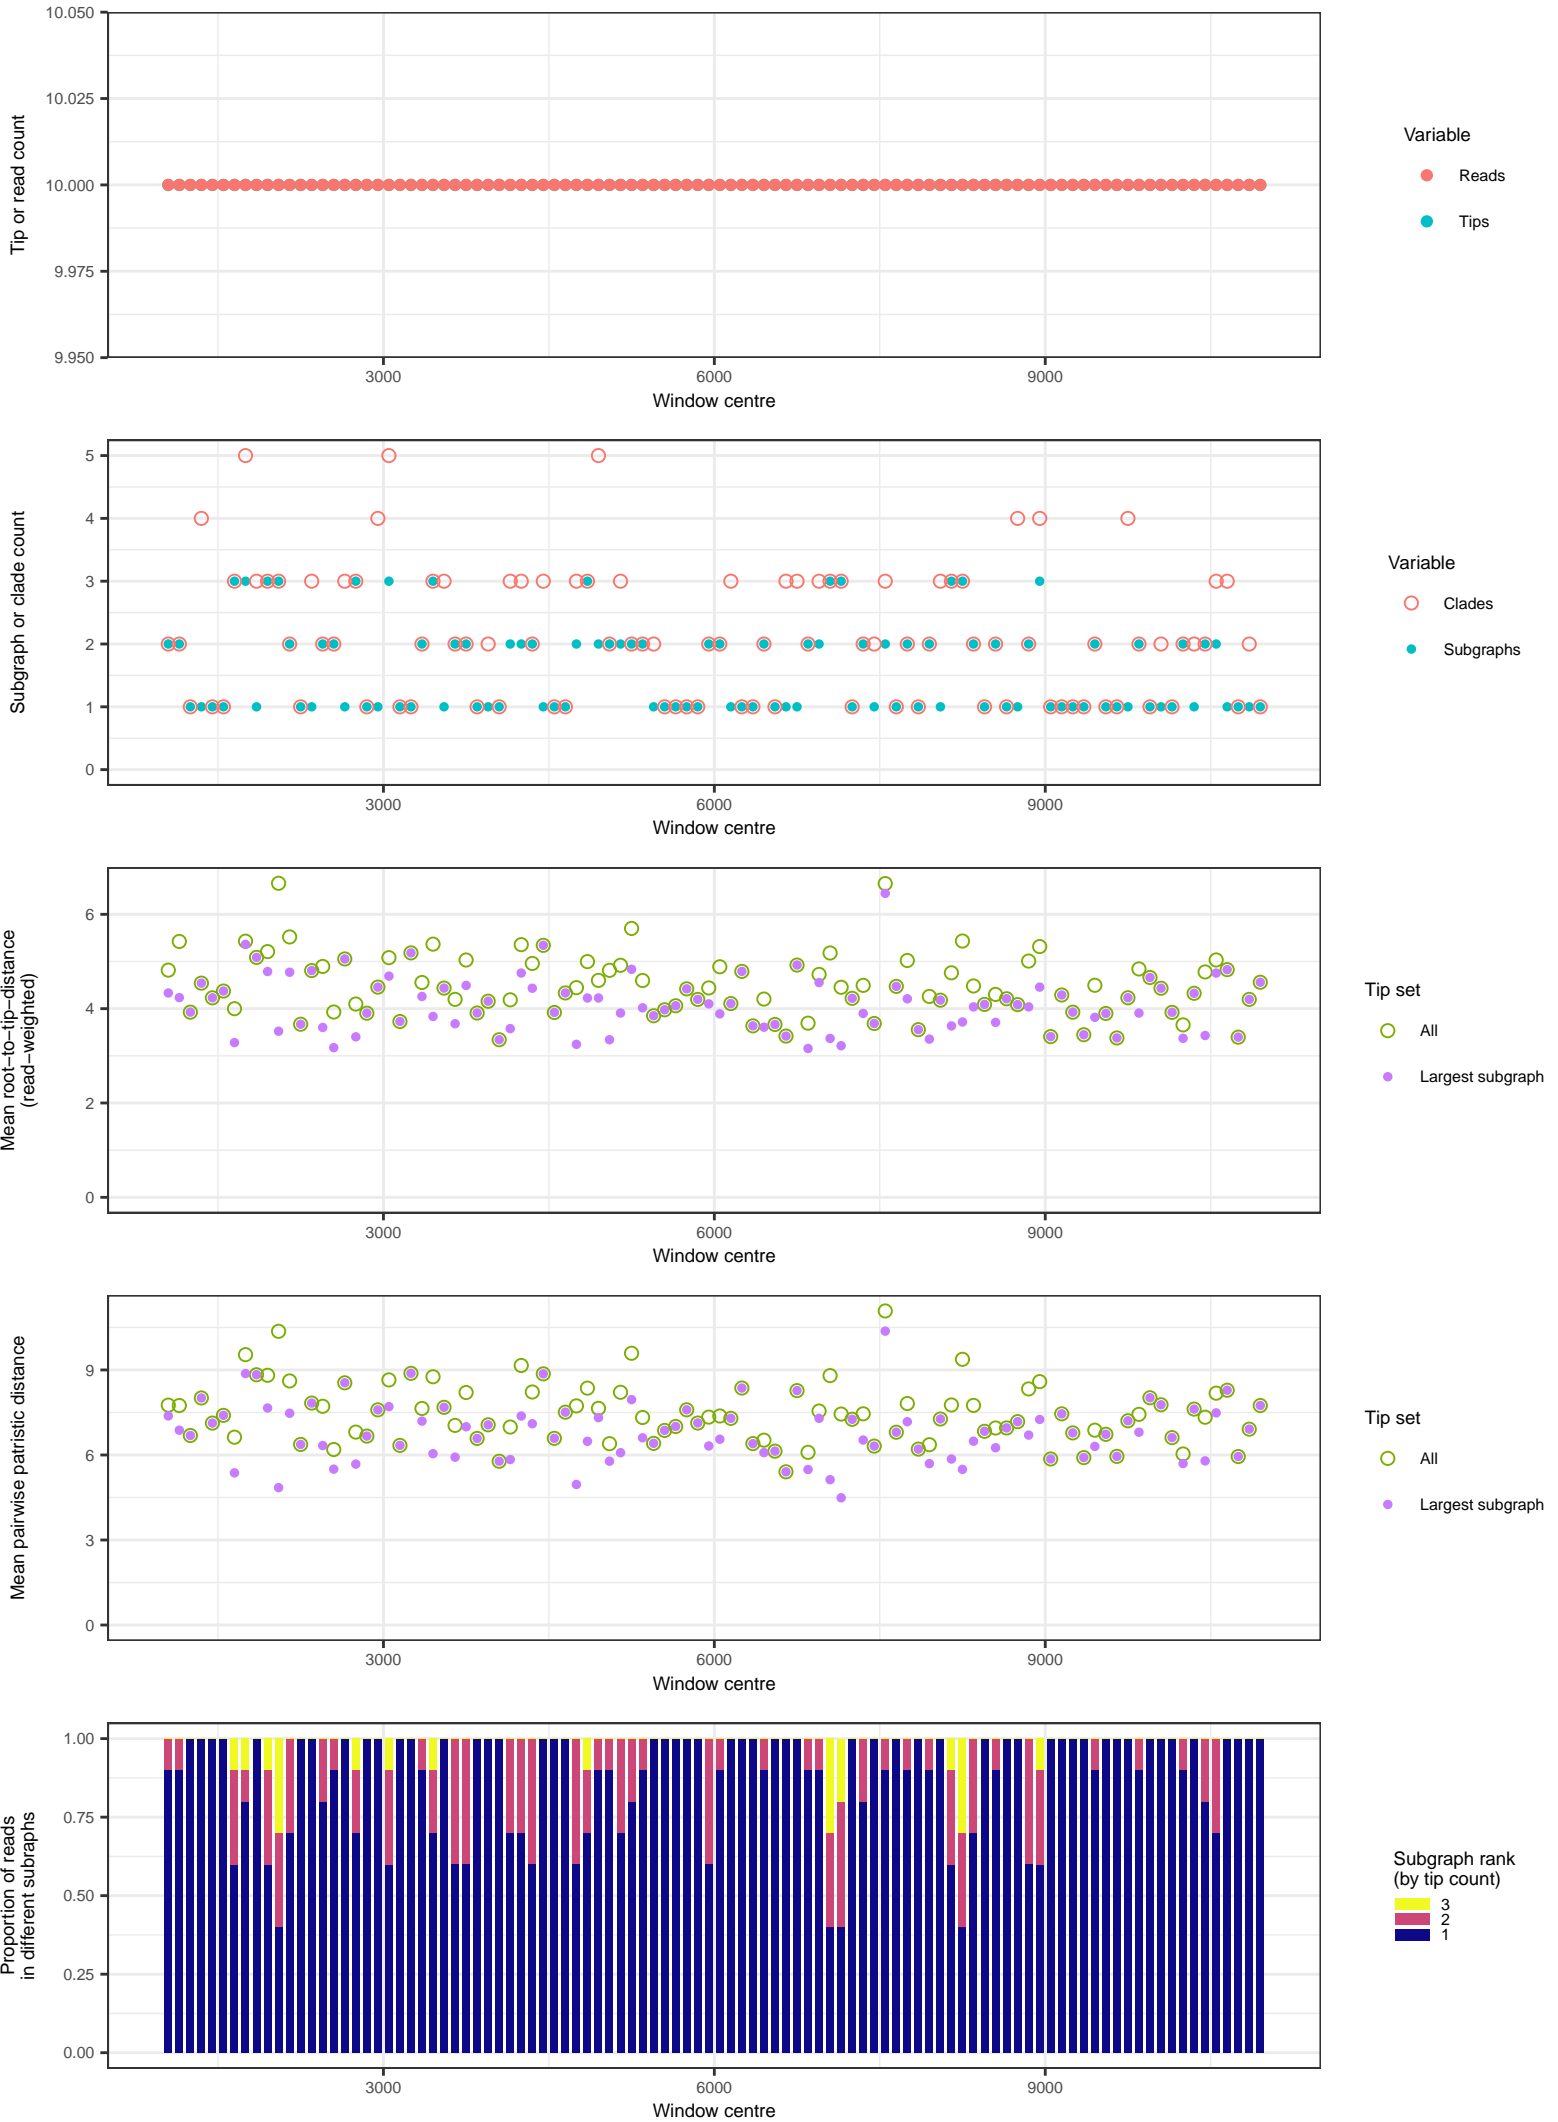 10.050
10.025
10.000
9.975
9.950
Tip or read count
3000
6000
9000
Window centre
Variable
Reads
Tips
5
4
3
2
1
0
Subgraph or clade count
3000
6000
9000
Window centre
Variable
Clades
Subgraphs
6
4
2
0
Mean root−to−tip−distance
(read−weighted)
3000
6000
9000
Window centre
Tip set
All
Largest subgraph
9
6
3
0
Mean pairwise patristic distance
3000
6000
9000
Window centre
Tip set
All
Largest subgraph
1.00
0.75
0.50
0.25
0.00
Proportion of reads
in different subraphs
3000
6000
9000
Window centre
Subgraph rank
(by tip count)
3
2
1